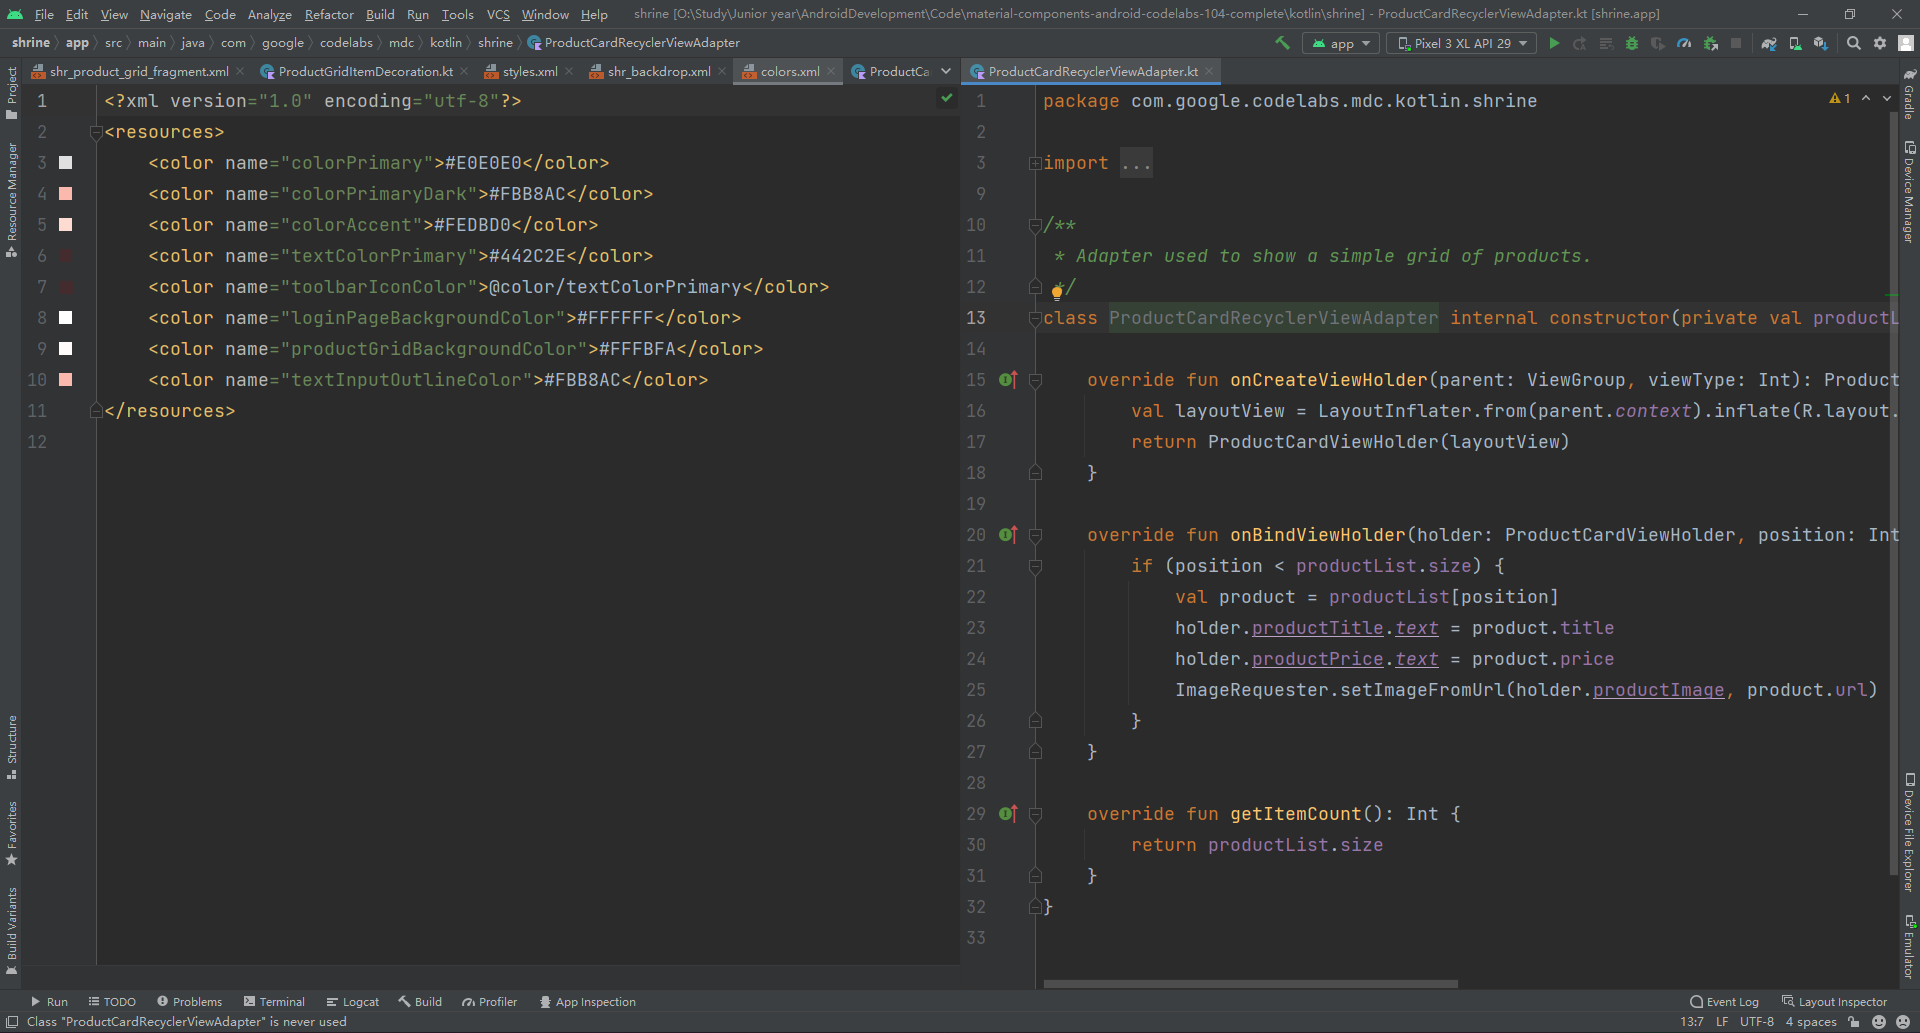 File Edit View Navigate Code Analyze Refactor Build Run Tools VCS Window Help shrine [O:\Study\Junior year\AndroidDevelopment\Code\material-components-android-codelabs-104-complete\kotlin\shrine] - ProductCardRecyclerViewAdapter.kt [shrine.app]
shrine app src main java com google codelabs mdc kotlin shrine ProductCardRecyclerViewAdapter app Pixel 3 XL API 29
shr_product_grid_fragment.xml ProductGridItemDecoration.kt styles.xml shr_backdrop.xml colors.xml ProductCa ProductCardRecyclerViewAdapter.kt
Project
Resource Manager
Structure
Favorites
Build Variants
1 <?xml version="1.0" encoding="utf-8"?>
2 <resources>
3 <color name="colorPrimary">#E0E0E0</color>
4 <color name="colorPrimaryDark">#FBB8AC</color>
5 <color name="colorAccent">#FEDBD0</color>
6 <color name="textColorPrimary">#442C2E</color>
7 <color name="toolbarIconColor">@color/textColorPrimary</color>
8 <color name="loginPageBackgroundColor">#FFFFFF</color>
9 <color name="productGridBackgroundColor">#FFFBFA</color>
10 <color name="textInputOutlineColor">#FBB8AC</color>
11 </resources>
12
1 package com.google.codelabs.mdc.kotlin.shrine
1
2
3 import ...
9
10 /**
11 * Adapter used to show a simple grid of products.
12 */
13 class ProductCardRecyclerViewAdapter internal constructor(private val productL
14
15 override fun onCreateViewHolder(parent: ViewGroup, viewType: Int): Product
16 val layoutView = LayoutInflater.from(parent.context).inflate(R.layout.
17 return ProductCardViewHolder(layoutView)
18 }
19
20 override fun onBindViewHolder(holder: ProductCardViewHolder, position: Int
21 if (position < productList.size) {
22 val product = productList[position]
23 holder.productTitle.text = product.title
24 holder.productPrice.text = product.price
25 ImageRequester.setImageFromUrl(holder.productImage, product.url)
26 }
27 }
28
29 override fun getItemCount(): Int {
30 return productList.size
31 }
32 }
33
Gradle
Device Manager
Device File Explorer
Emulator
Run TODO Problems Terminal Logcat Build Profiler App Inspection Event Log Layout Inspector
Class "ProductCardRecyclerViewAdapter" is never used 13:7 LF UTF-8 4 spaces